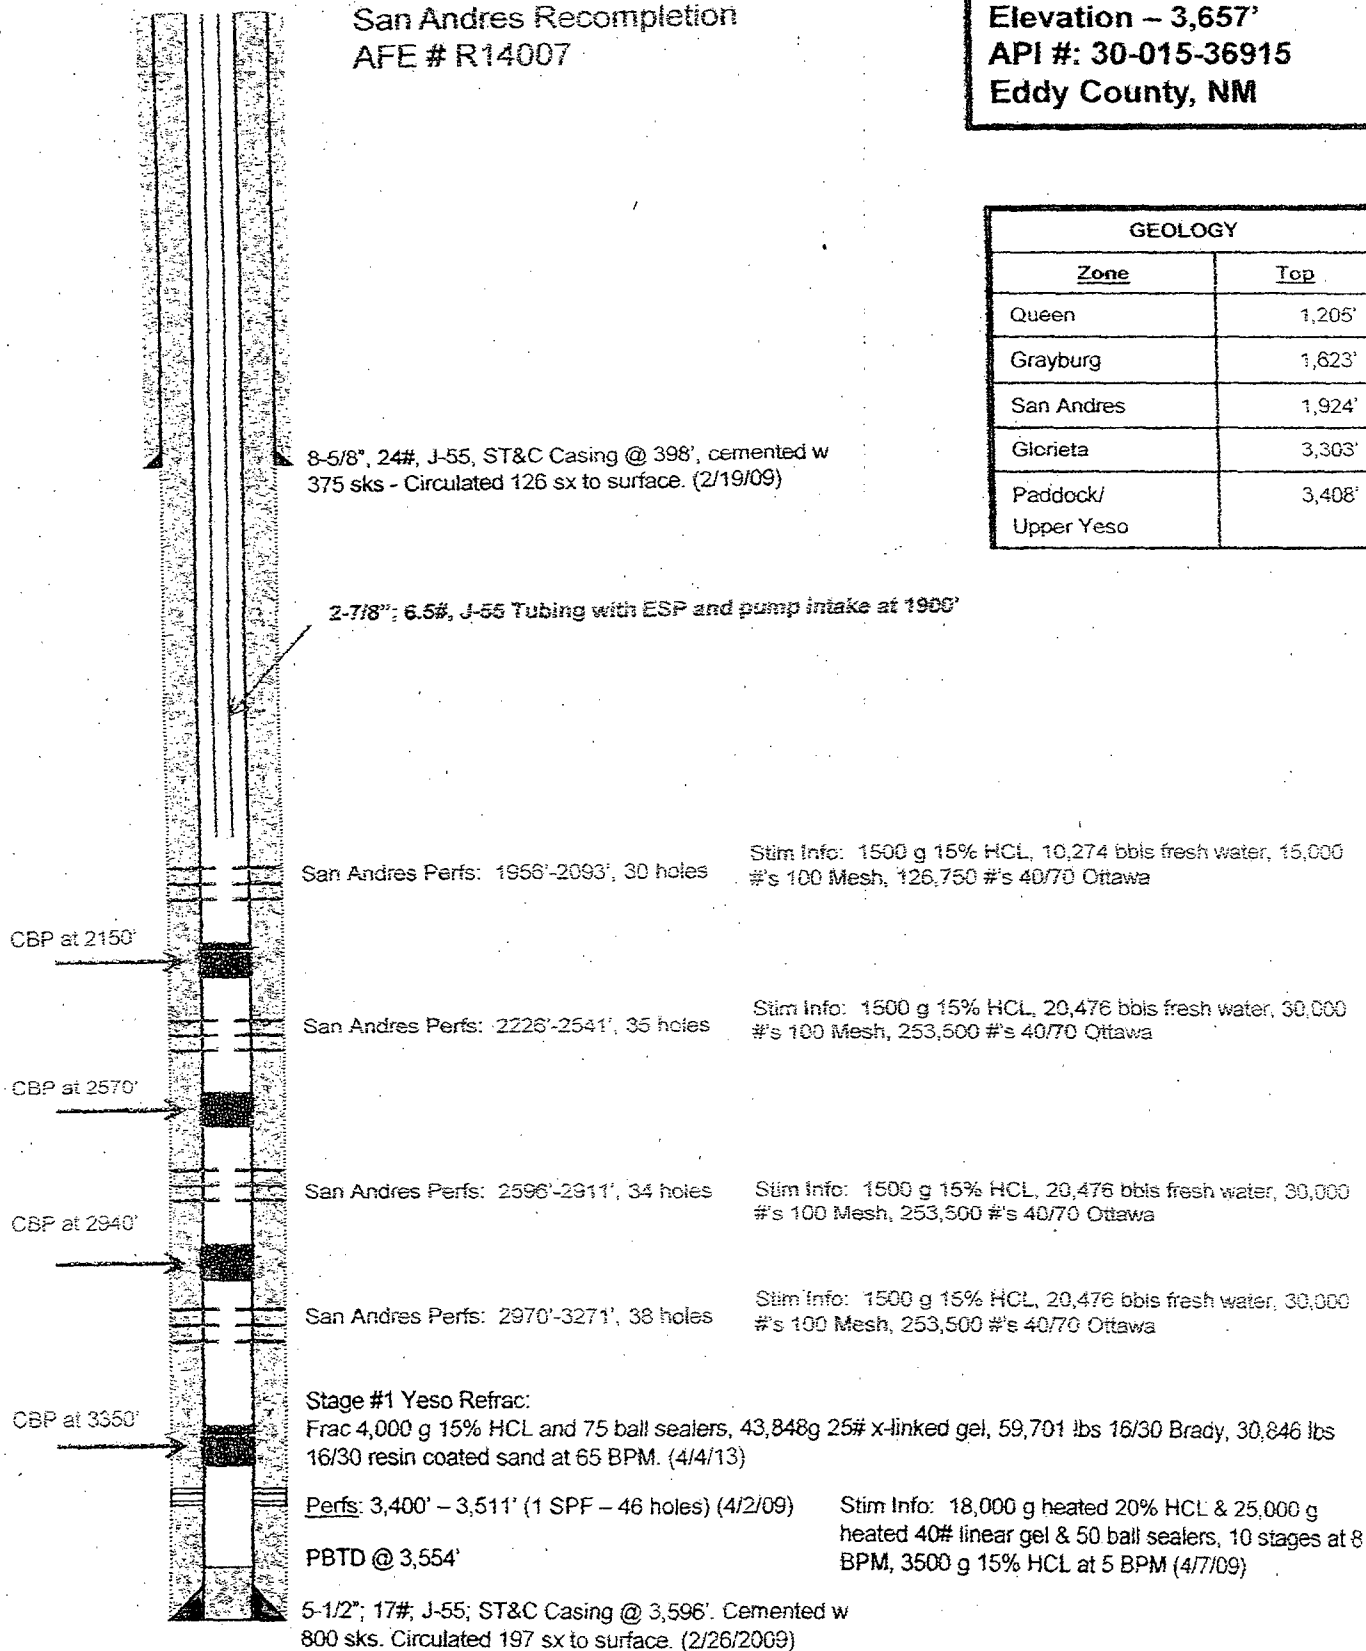 San Andres Recompletion
AFE # R14007
Elevation – 3,657'
API #: 30-015-36915
Eddy County, NM
GEOLOGY
Zone Top
Queen 1,205'
Grayburg 1,623'
San Andres 1,924'
Glorieta 3,303'
Paddock/ 3,408'
Upper Yeso
8-5/8", 24#, J-55, ST&C Casing @ 398', cemented w
375 sks - Circulated 126 sx to surface. (2/19/09)
2-7/8"; 6.5#, J-55 Tubing with ESP and pump intake at 1900'
San Andres Perfs: 1956'-2093', 30 holes
Stim Info: 1500 g 15% HCL, 10,274 bbls fresh water, 15,000
#'s 100 Mesh, 126,750 #'s 40/70 Ottawa
CBP at 2150'
San Andres Perfs: 2226'-2541', 35 holes
Stim Info: 1500 g 15% HCL, 20,476 bbls fresh water, 30,000
#'s 100 Mesh, 253,500 #'s 40/70 Ottawa
CBP at 2570'
San Andres Perfs: 2596'-2911', 34 holes
Stim Info: 1500 g 15% HCL, 20,476 bbls fresh water, 30,000
#'s 100 Mesh, 253,500 #'s 40/70 Ottawa
CBP at 2940'
San Andres Perfs: 2970'-3271', 38 holes
Stim Info: 1500 g 15% HCL, 20,476 bbls fresh water, 30,000
#'s 100 Mesh, 253,500 #'s 40/70 Ottawa
CBP at 3350'
Stage #1 Yeso Refrac:
Frac 4,000 g 15% HCL and 75 ball sealers, 43,848g 25# x-linked gel, 59,701 lbs 16/30 Brady, 30,846 lbs
16/30 resin coated sand at 65 BPM. (4/4/13)
Perfs: 3,400' – 3,511' (1 SPF – 46 holes) (4/2/09)
Stim Info: 18,000 g heated 20% HCL & 25,000 g
heated 40# linear gel & 50 ball sealers, 10 stages at 8
BPM, 3500 g 15% HCL at 5 BPM (4/7/09)
PBTD @ 3,554'
5-1/2"; 17#; J-55; ST&C Casing @ 3,596'. Cemented w
800 sks. Circulated 197 sx to surface. (2/26/2009)